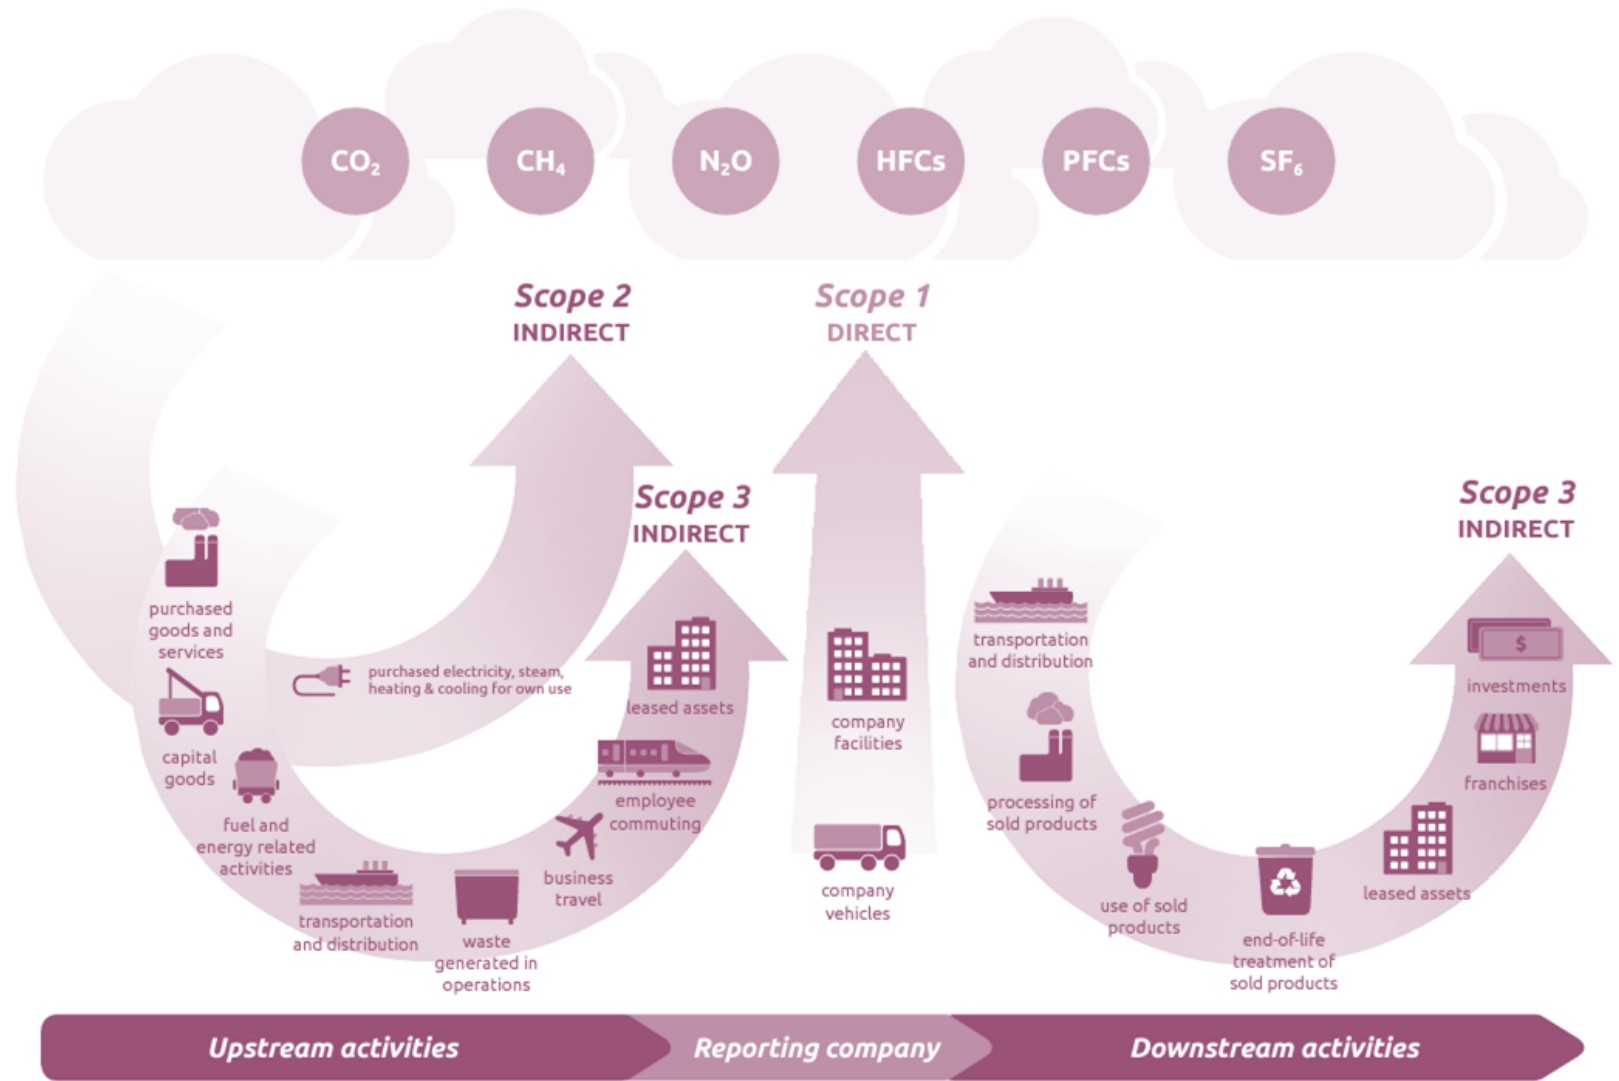 CO₂
CH₄
N₂O
HFCs
PFCs
SF₆
Scope 2
INDIRECT
Scope 1
DIRECT
Scope 3
INDIRECT
Scope 3
INDIRECT
purchased
goods and
services
capital
goods
fuel and
energy related
activities
transportation
and distribution
waste
generated in
operations
business
travel
employee
commuting
leased assets
purchased electricity, steam,
heating & cooling for own use
company
facilities
company
vehicles
transportation
and distribution
processing of
sold products
use of sold
products
end-of-life
treatment of
sold products
leased assets
franchises
$
investments
Upstream activities
Reporting company
Downstream activities